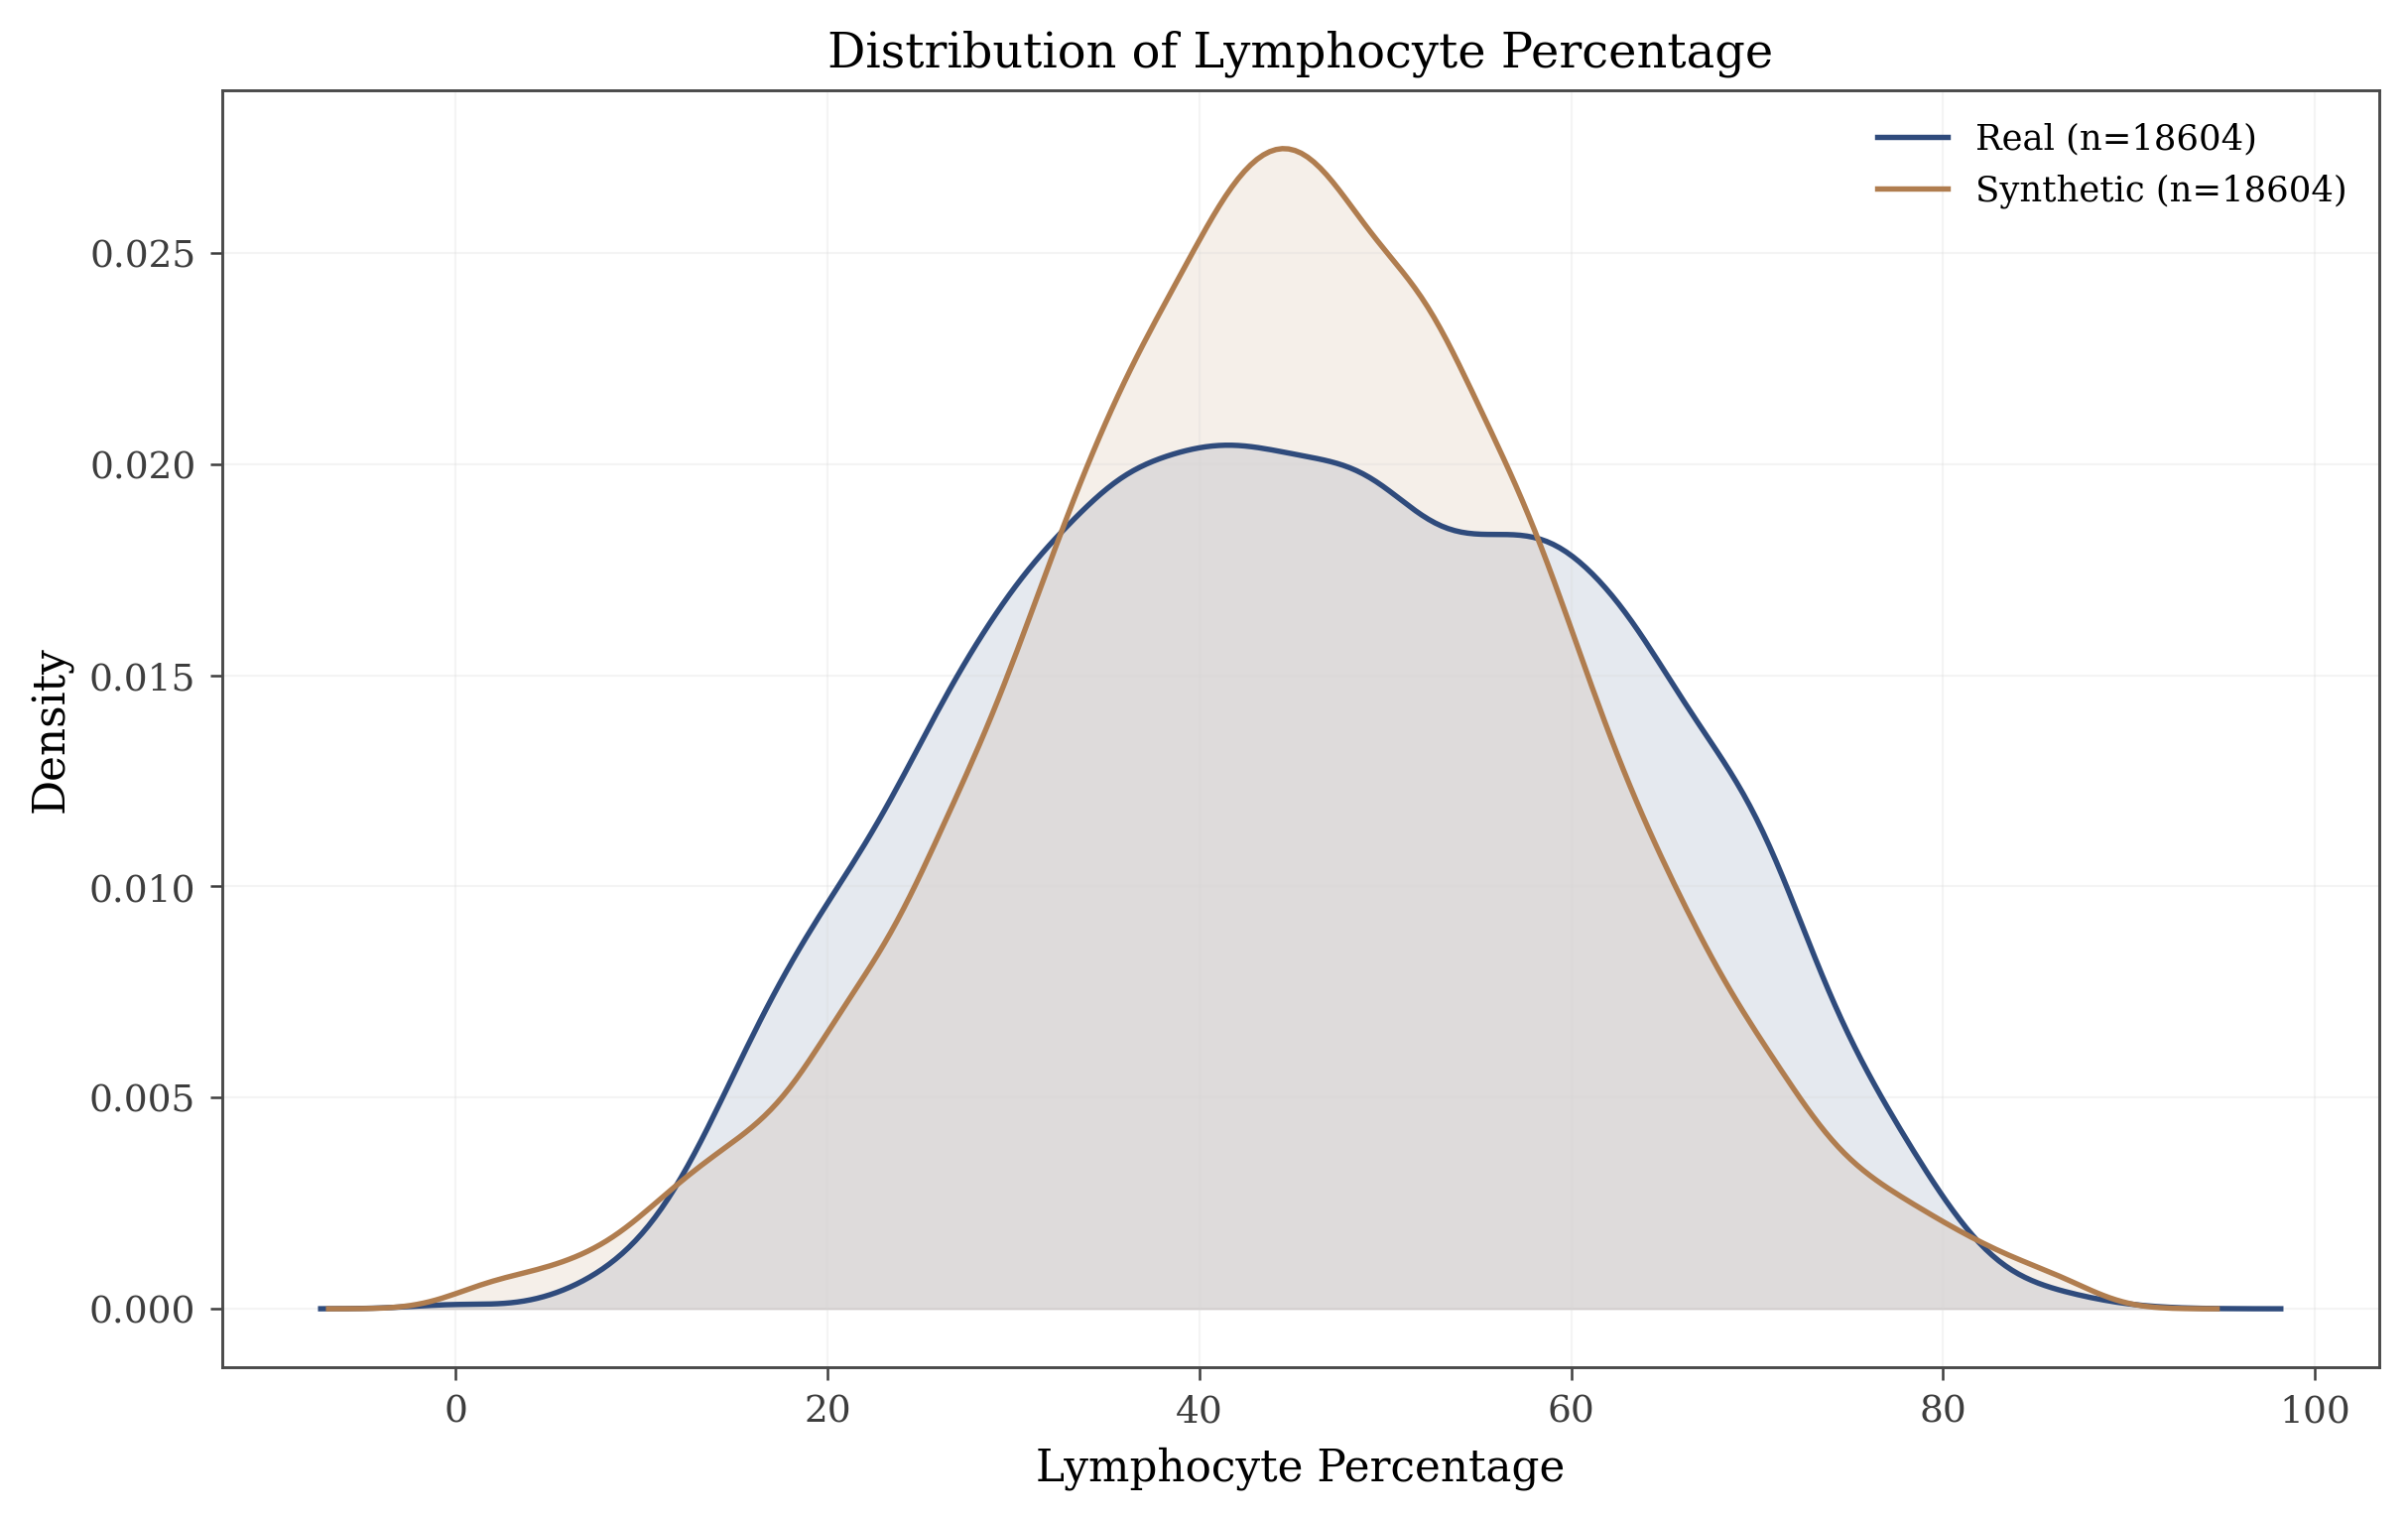 Distribution of Lymphocyte Percentage
Real (n=18604)
Synthetic (n=18604)
Density
0.025
0.020
0.015
0.010
0.005
0.000
0 20 40 60 80 100
Lymphocyte Percentage